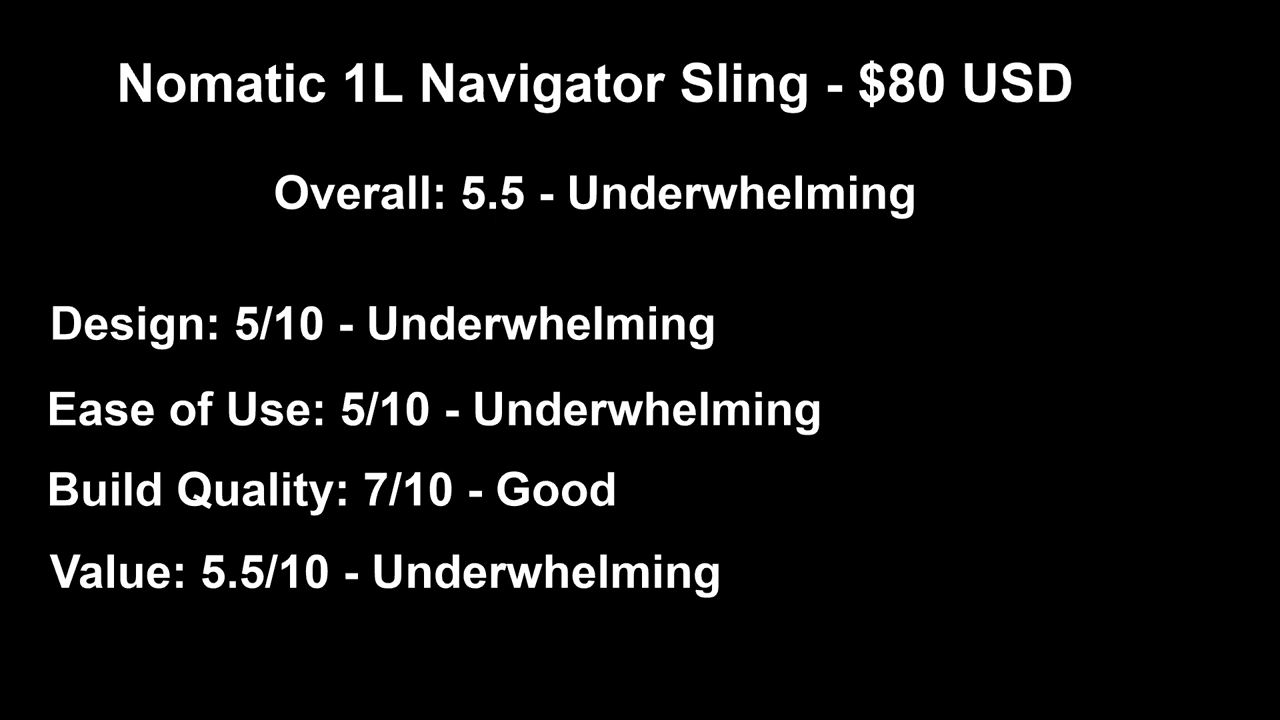 Nomatic 1L Navigator Sling - $80 USD
Overall: 5.5 - Underwhelming
Design: 5/10 - Underwhelming
Ease of Use: 5/10 - Underwhelming
Build Quality: 7/10 - Good
Value: 5.5/10 - Underwhelming